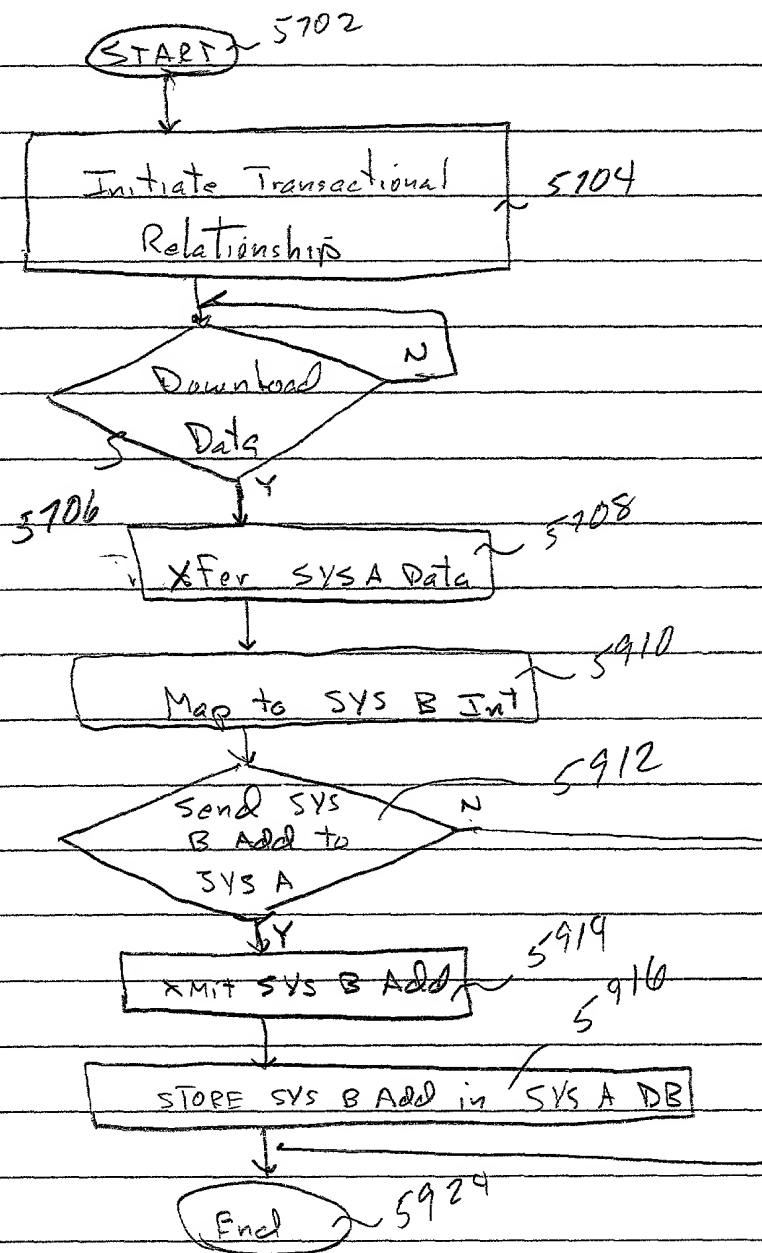 START 5702
Initiate Transactional
Relationship
5704
N
Download
Data
Y
5706
5708
Xfer SYS A Data
5910
Map to SYS B Int
5912
Send SYS
B Add to
SYS A
N
Y
5914
XMit SYS B Add
5916
STORE SYS B Add in SYS A DB
End 5924